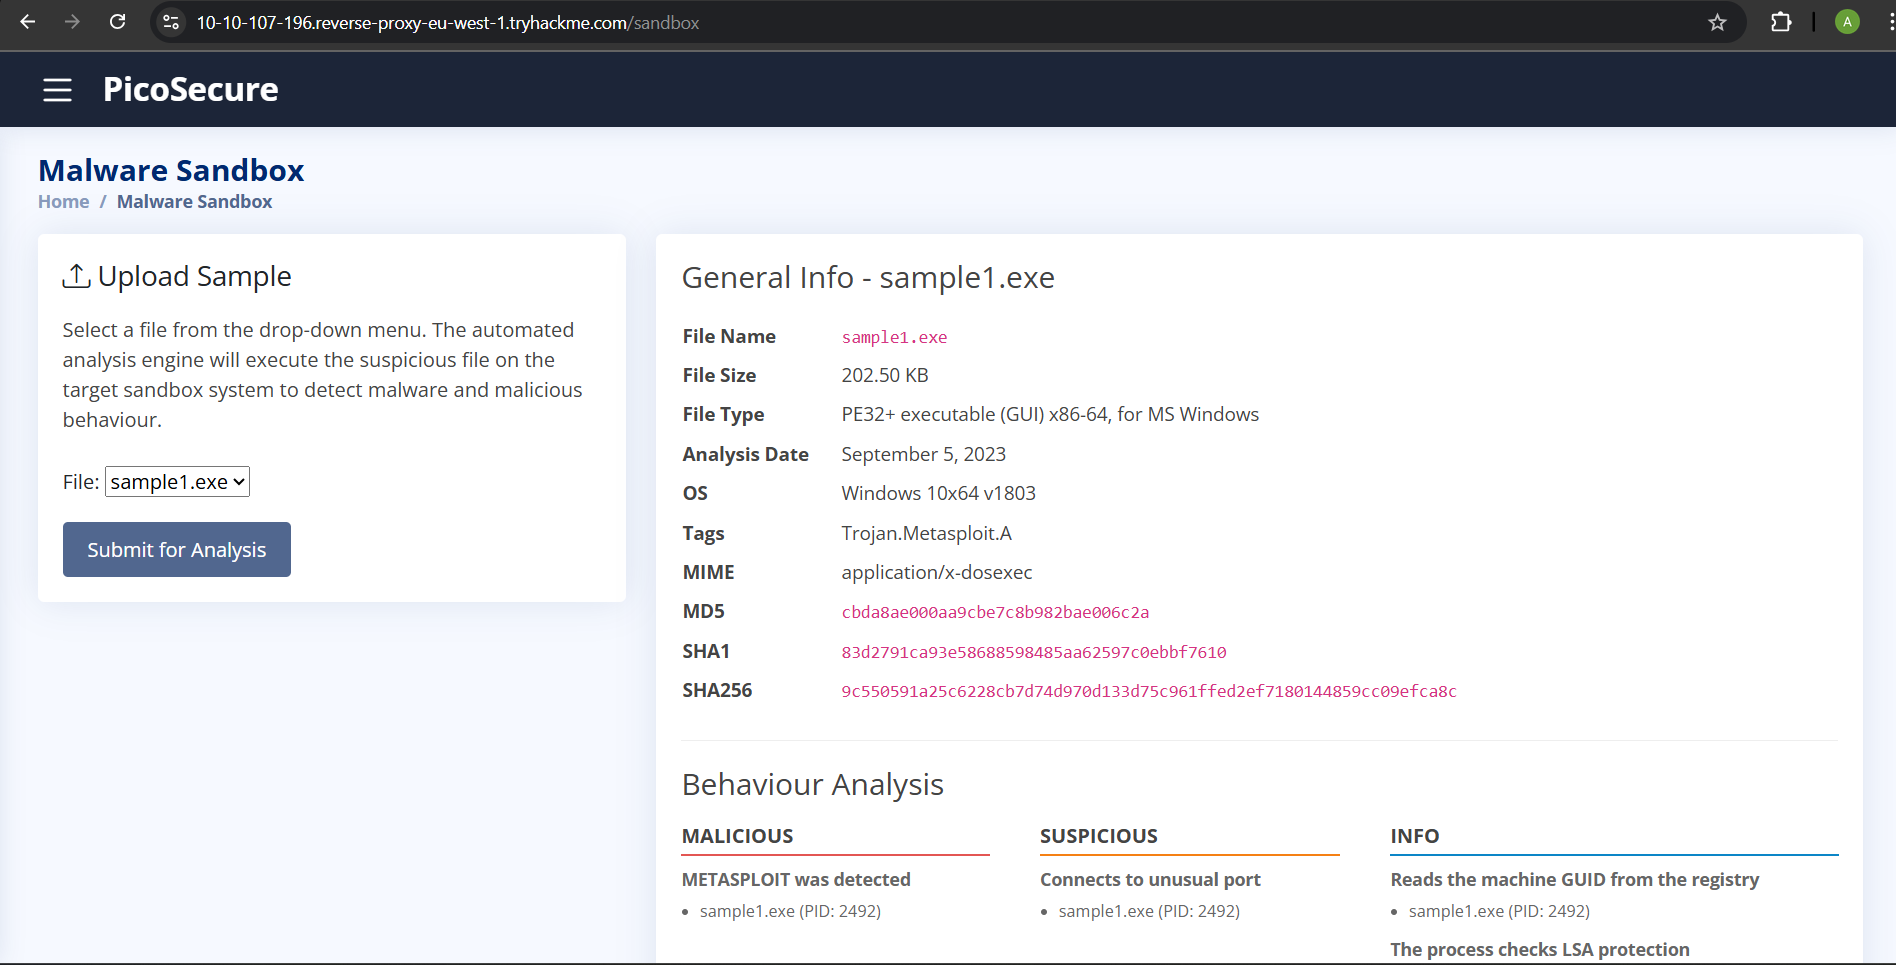 10-10-107-196.reverse-proxy-eu-west-1.tryhackme.com/sandbox
A
PicoSecure
Malware Sandbox
Home / Malware Sandbox
Upload Sample
Select a file from the drop-down menu. The automated
analysis engine will execute the suspicious file on the
target sandbox system to detect malware and malicious
behaviour.
File: sample1.exe
Submit for Analysis
General Info - sample1.exe
File Name sample1.exe
File Size 202.50 KB
File Type PE32+ executable (GUI) x86-64, for MS Windows
Analysis Date September 5, 2023
OS Windows 10x64 v1803
Tags Trojan.Metasploit.A
MIME application/x-dosexec
MD5 cbda8ae000aa9cbe7c8b982bae006c2a
SHA1 83d2791ca93e58688598485aa62597c0ebbf7610
SHA256 9c550591a25c6228cb7d74d970d133d75c961ffed2ef7180144859cc09efca8c
Behaviour Analysis
MALICIOUS
METASPLOIT was detected
• sample1.exe (PID: 2492)
SUSPICIOUS
Connects to unusual port
• sample1.exe (PID: 2492)
INFO
Reads the machine GUID from the registry
• sample1.exe (PID: 2492)
The process checks LSA protection